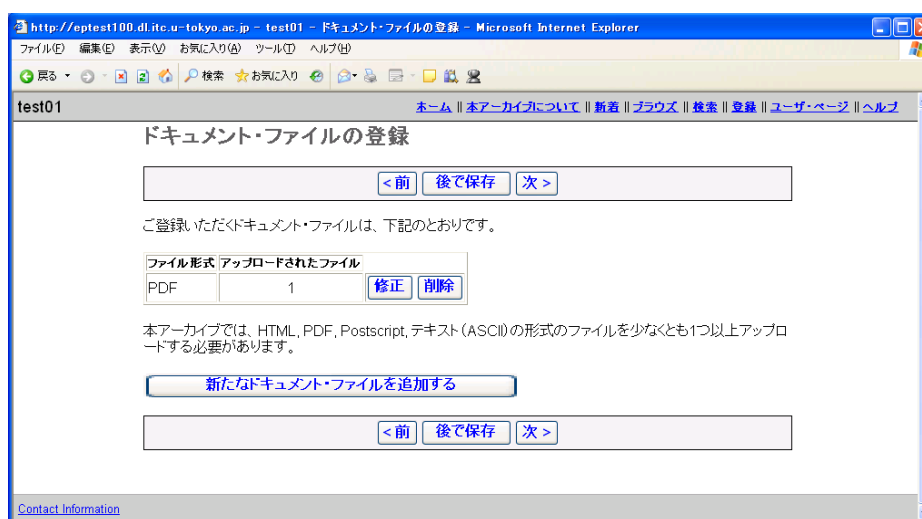 http://eptest100.dl.itc.u-tokyo.ac.jp - test01 - ドキュメント・ファイルの登録 - Microsoft Internet Explorer
ファイル(F) 編集(E) 表示(V) お気に入り(A) ツール(T) ヘルプ(H)
戻る 検索 お気に入り
test01
ホーム || 本アーカイブについて || 新着 || ブラウズ || 検索 || 登録 || ユーザ・ページ || ヘルプ
ドキュメント・ファイルの登録
< 前 後で保存 次 >
ご登録いただくドキュメント・ファイルは、下記のとおりです。
ファイル形式 アップロードされたファイル
PDF 1 修正 削除
本アーカイブでは、HTML, PDF, Postscript, テキスト(ASCII)の形式のファイルを少なくとも1つ以上アップロ
ードする必要があります。
新たなドキュメント・ファイルを追加する
< 前 後で保存 次 >
Contact Information